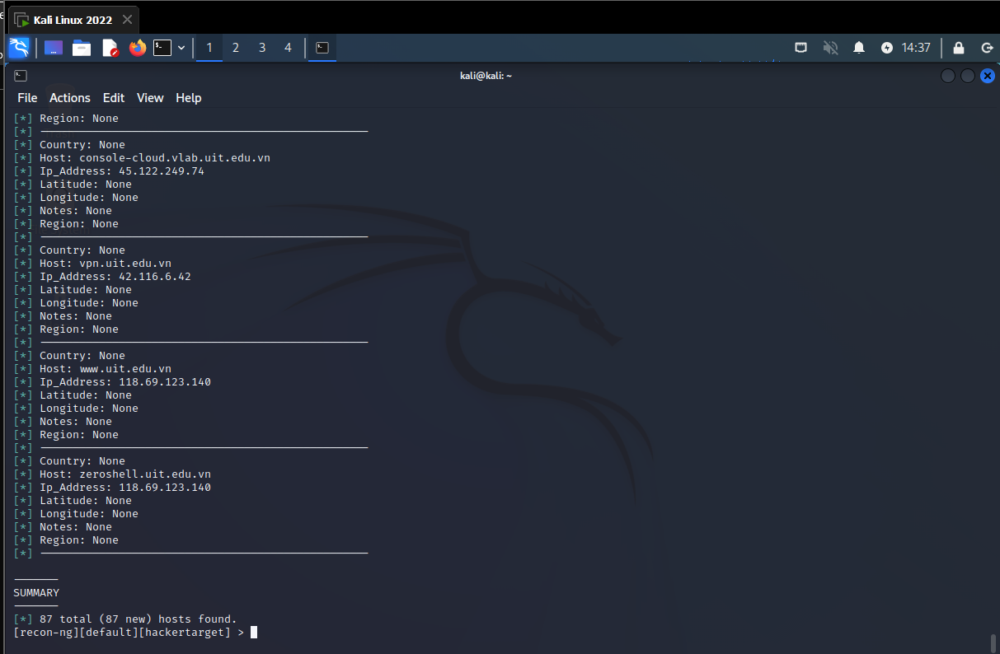 Kali Linux 2022
1 2 3 4
14:37
kali@kali: ~
File Actions Edit View Help
[*] Region: None
[*] --------------------------------------------------
[*] Country: None
[*] Host: console-cloud.vlab.uit.edu.vn
[*] Ip_Address: 45.122.249.74
[*] Latitude: None
[*] Longitude: None
[*] Notes: None
[*] Region: None
[*] --------------------------------------------------
[*] Country: None
[*] Host: vpn.uit.edu.vn
[*] Ip_Address: 42.116.6.42
[*] Latitude: None
[*] Longitude: None
[*] Notes: None
[*] Region: None
[*] --------------------------------------------------
[*] Country: None
[*] Host: www.uit.edu.vn
[*] Ip_Address: 118.69.123.140
[*] Latitude: None
[*] Longitude: None
[*] Notes: None
[*] Region: None
[*] --------------------------------------------------
[*] Country: None
[*] Host: zeroshell.uit.edu.vn
[*] Ip_Address: 118.69.123.140
[*] Latitude: None
[*] Longitude: None
[*] Notes: None
[*] Region: None
[*] --------------------------------------------------
-------
SUMMARY
-------
[*] 87 total (87 new) hosts found.
[recon-ng][default][hackertarget] >